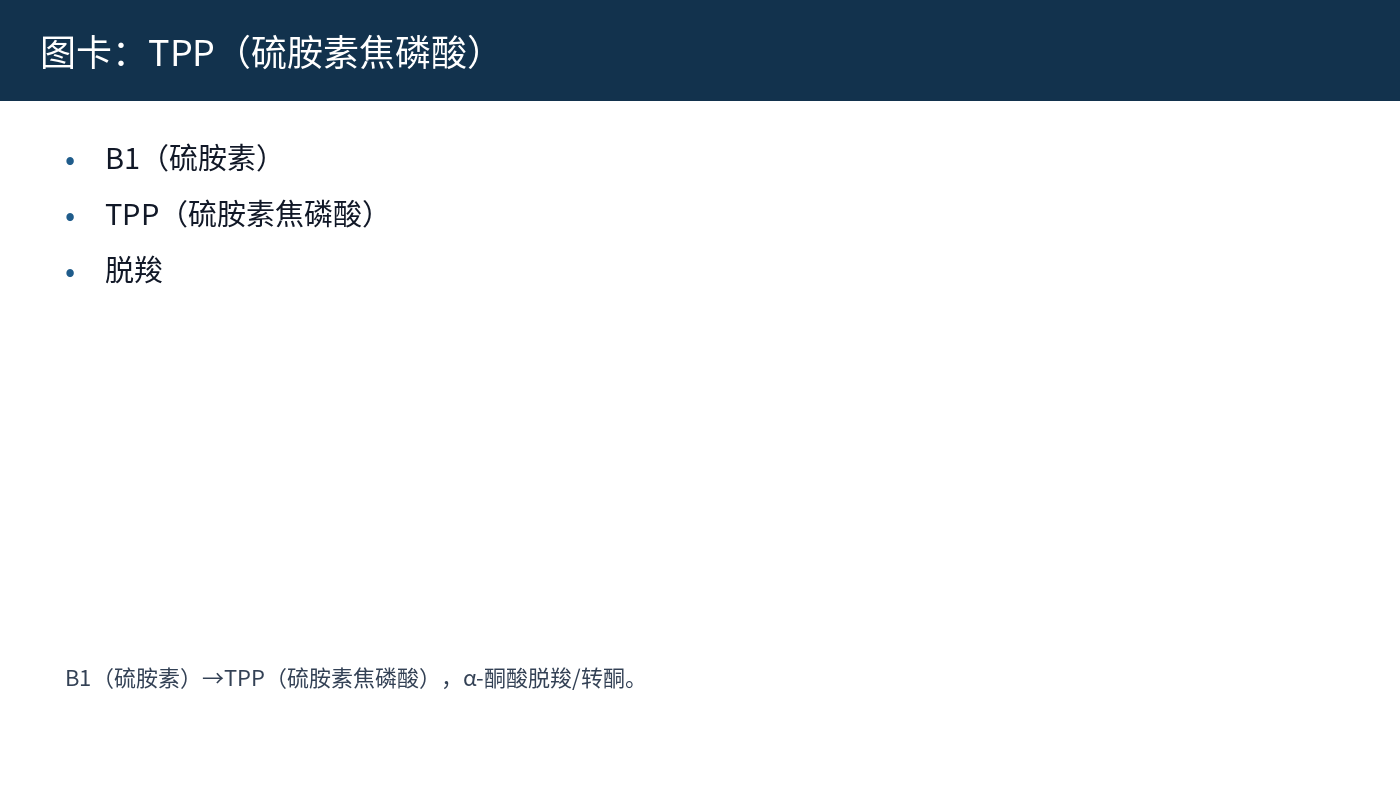 图卡：TPP（硫胺素焦磷酸）
• B1（硫胺素）
• TPP（硫胺素焦磷酸）
• 脱羧
B1（硫胺素）→TPP（硫胺素焦磷酸），α-酮酸脱羧/转酮。